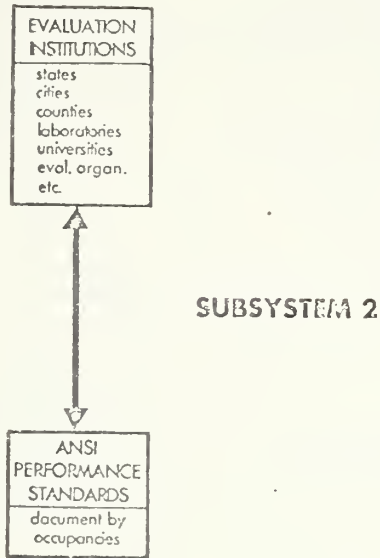 EVALUATION
INSTITUTIONS
states
cities
counties
laboratories
universities
eval. organ.
etc.
SUBSYSTEM 2
ANSI
PERFORMANCE
STANDARDS
document by
occupancies